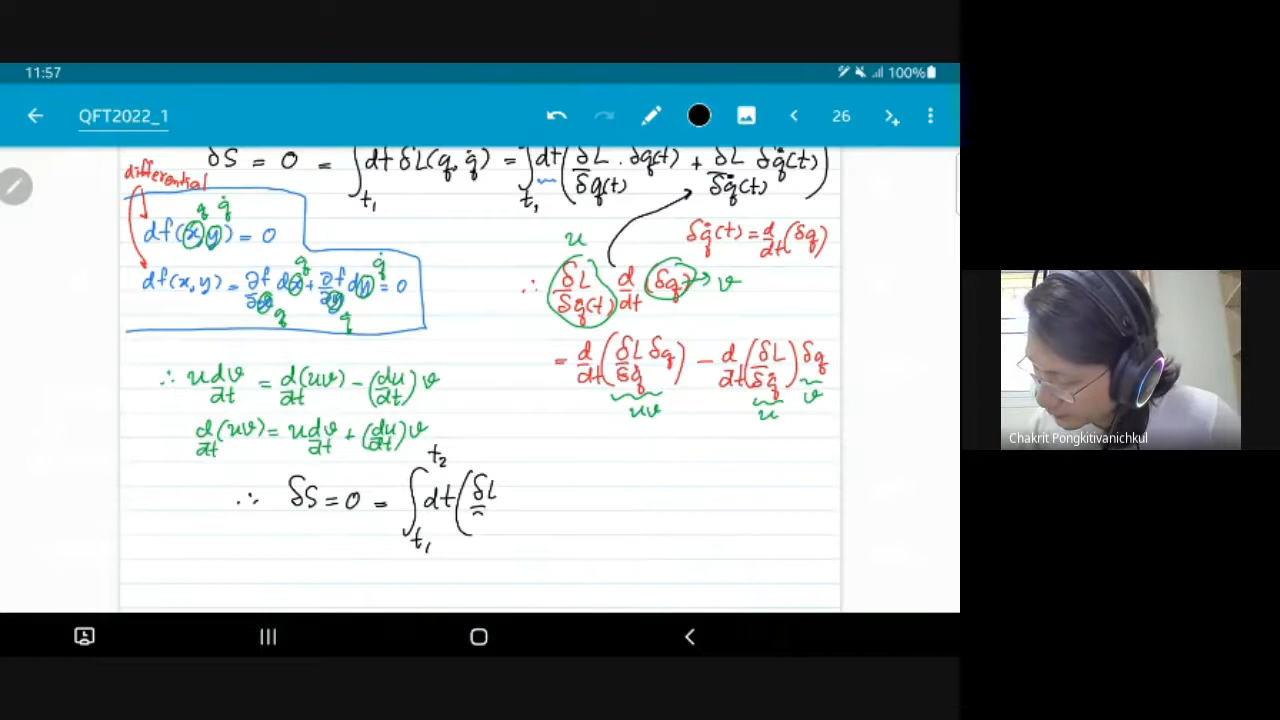 11:57
100%
QFT2022_1
26
δS = 0 = ∫_{t₁} dt δL(q, q̇) = ∫_{t₁} dt (δL/δq(t) · δq(t) + δL/δq̇(t) δq̇(t))
differential
q q̇
df(x, y) = 0
δq̇(t) = d/dt (δq)
q q̇
df(x, y) = ∂f/∂x dx + ∂f/∂y dy = 0
q q̇
u
∴ δL/δq̇(t) d/dt (δq) → v
= d/dt (δL/δq̇ δq) − d/dt (δL/δq̇) δq
uv u v
∴ u dv/dt = d/dt (uv) − (du/dt) v
d/dt (uv) = u dv/dt + (du/dt) v
∴ δS = 0 = ∫_{t₁}^{t₂} dt (δL
Chakrit Pongkitivanichkul